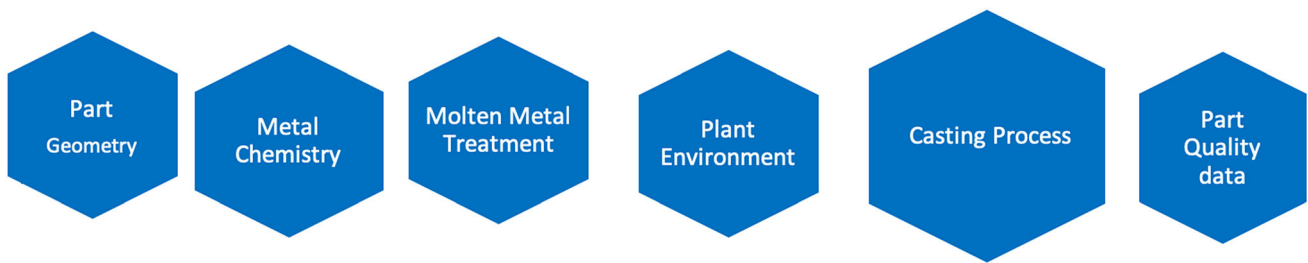 Part
Geometry
Metal
Chemistry
Molten Metal
Treatment
Plant
Environment
Casting Process
Part
Quality
data